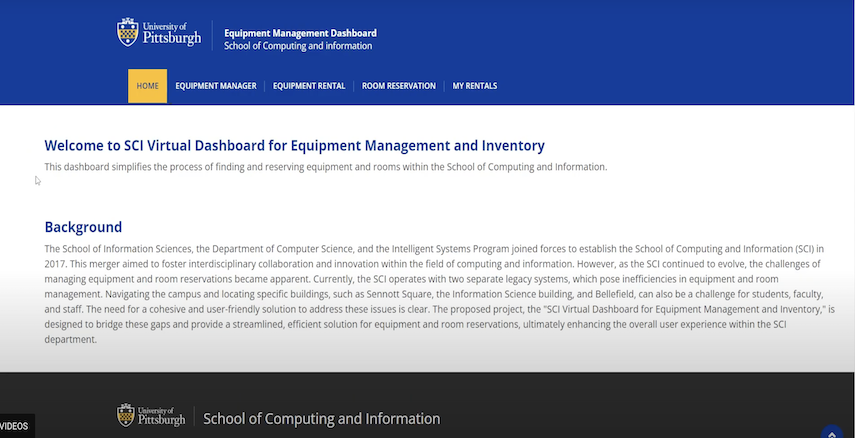 University of
Pittsburgh
Equipment Management Dashboard
School of Computing and information
HOME
EQUIPMENT MANAGER
EQUIPMENT RENTAL
ROOM RESERVATION
MY RENTALS
Welcome to SCI Virtual Dashboard for Equipment Management and Inventory
This dashboard simplifies the process of finding and reserving equipment and rooms within the School of Computing and Information.
Background
The School of Information Sciences, the Department of Computer Science, and the Intelligent Systems Program joined forces to establish the School of Computing and Information (SCI) in
2017. This merger aimed to foster interdisciplinary collaboration and innovation within the field of computing and information. However, as the SCI continued to evolve, the challenges of
managing equipment and room reservations became apparent. Currently, the SCI operates with two separate legacy systems, which pose inefficiencies in equipment and room
management. Navigating the campus and locating specific buildings, such as Sennott Square, the Information Science building, and Bellefield, can also be a challenge for students, faculty,
and staff. The need for a cohesive and user-friendly solution to address these issues is clear. The proposed project, the "SCI Virtual Dashboard for Equipment Management and Inventory," is
designed to bridge these gaps and provide a streamlined, efficient solution for equipment and room reservations, ultimately enhancing the overall user experience within the SCI
department.
University of
Pittsburgh
School of Computing and Information
VIDEOS